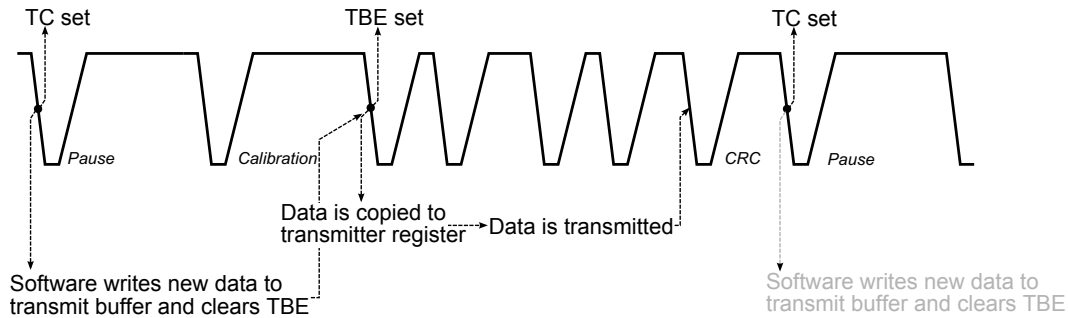 TC set
TBE set
TC set
Pause
Calibration
CRC
Pause
Data is copied to
transmitter register
Data is transmitted
Software writes new data to
transmit buffer and clears TBE
Software writes new data to
transmit buffer and clears TBE